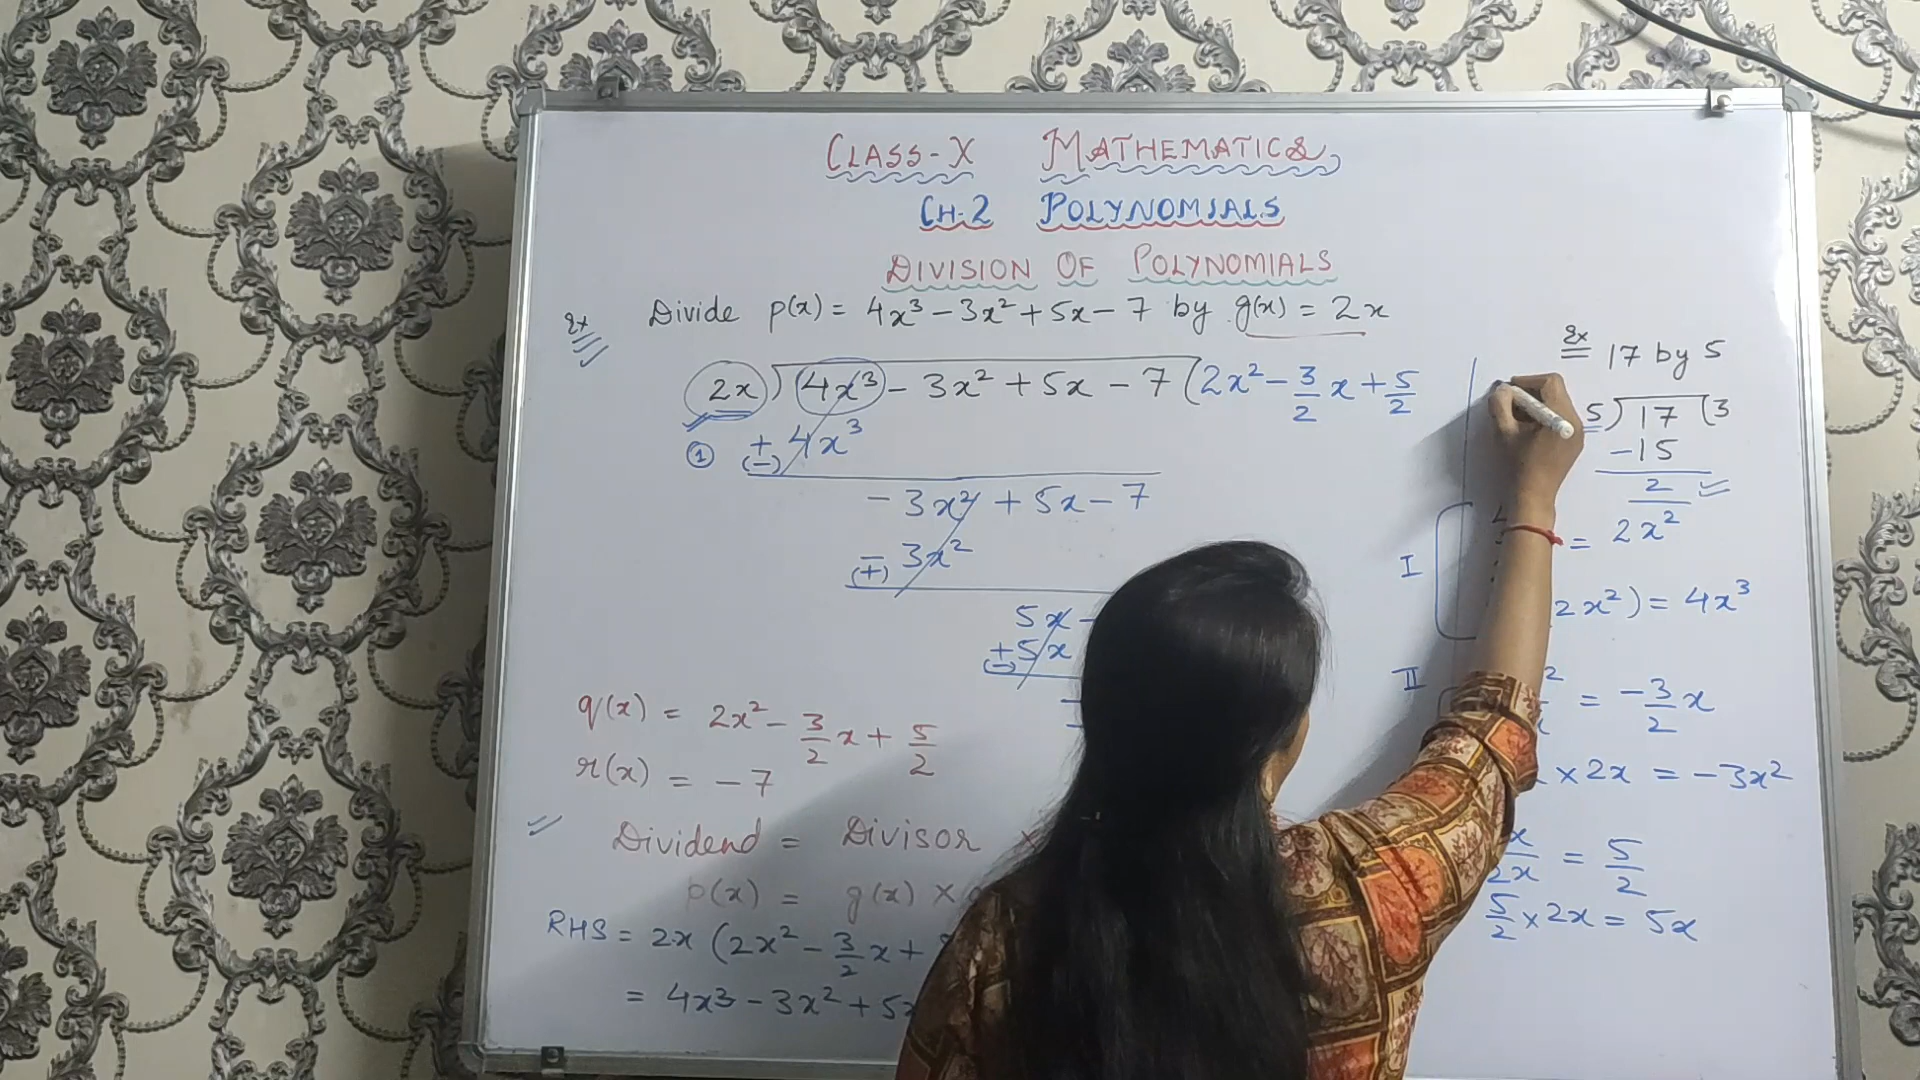 CLASS-X MATHEMATICS
CH-2 POLYNOMIALS
DIVISION OF POLYNOMIALS
Ex Divide p(x) = 4x³ - 3x² + 5x - 7 by g(x) = 2x
2x) 4x³ - 3x² + 5x - 7 (2x² - 3/2 x + 5/2
① + 4x³
(-)
- 3x² + 5x - 7
- 3x²
(+)
5x -
+ 5x
(-)
q(x) = 2x² - 3/2 x + 5/2
r(x) = - 7
Dividend = Divisor ×
p(x) = g(x) ×
RHS = 2x (2x² - 3/2 x +
= 4x³ - 3x² + 5x
Ex 17 by 5
5) 17 (3
- 15
2
I
= 2x²
2x²) = 4x³
II
= -3/2 x
× 2x = -3x²
x/2x = 5/2
5/2 × 2x = 5x